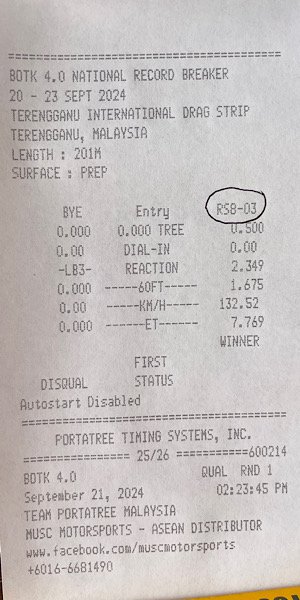 ==========================================
BOTK 4.0 NATIONAL RECORD BREAKER
20 - 23 SEPT 2024
TERENGGANU INTERNATIONAL DRAG STRIP
TERENGGANU, MALAYSIA
LENGTH : 201M
SURFACE : PREP
BYE Entry RS8-03
0.000 0.000 TREE 0.500
0.00 DIAL-IN 0.00
-LB3- REACTION 2.349
0.000 -----60FT----- 1.675
0.00 -----KM/H----- 132.52
0.000 ------ET------ 7.769
WINNER
FIRST
DISQUAL STATUS
Autostart Disabled
==========================================
PORTATREE TIMING SYSTEMS, INC.
================ 25/26 ===========600214
BOTK 4.0 QUAL RND 1
September 21, 2024 02:23:45 PM
TEAM PORTATREE MALAYSIA
MUSC MOTORSPORTS - ASEAN DISTRIBUTOR
www.facebook.com/muscmotorsports
+6016-6681490